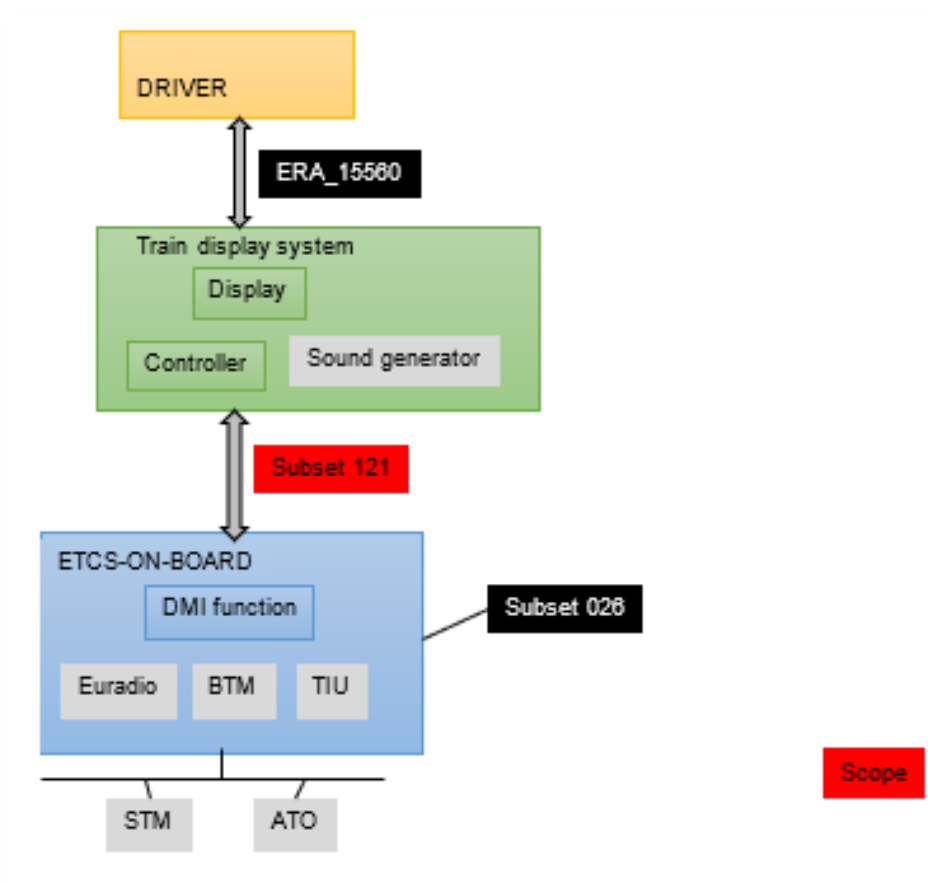 DRIVER
ERA_15560
Train display system
Display
Controller
Sound generator
Subset 121
ETCS-ON-BOARD
DMI function
Subset 026
Euradio
BTM
TIU
Scope
STM
ATO